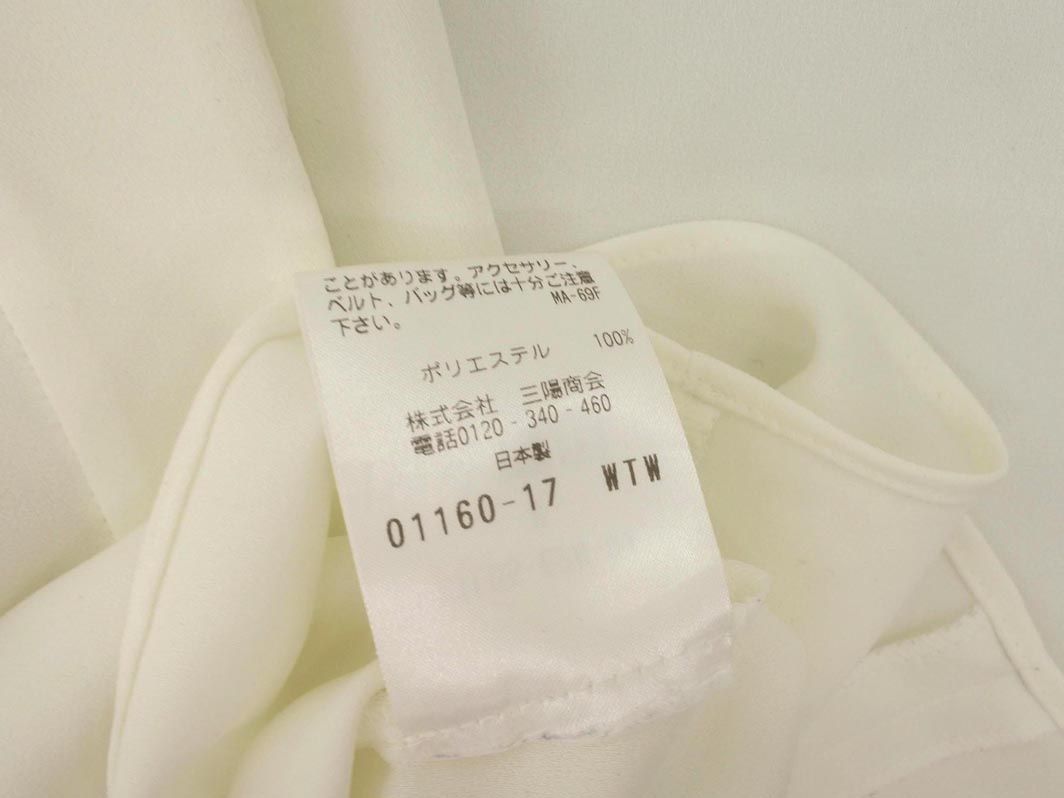 ことがあります。アクセサリー、
ベルト、バッグ等には十分ご注意
下さい。 MA-69F
ポリエステル 100%
株式会社 三陽商会
電話0120-340-460
日本製
01160-17 WTW